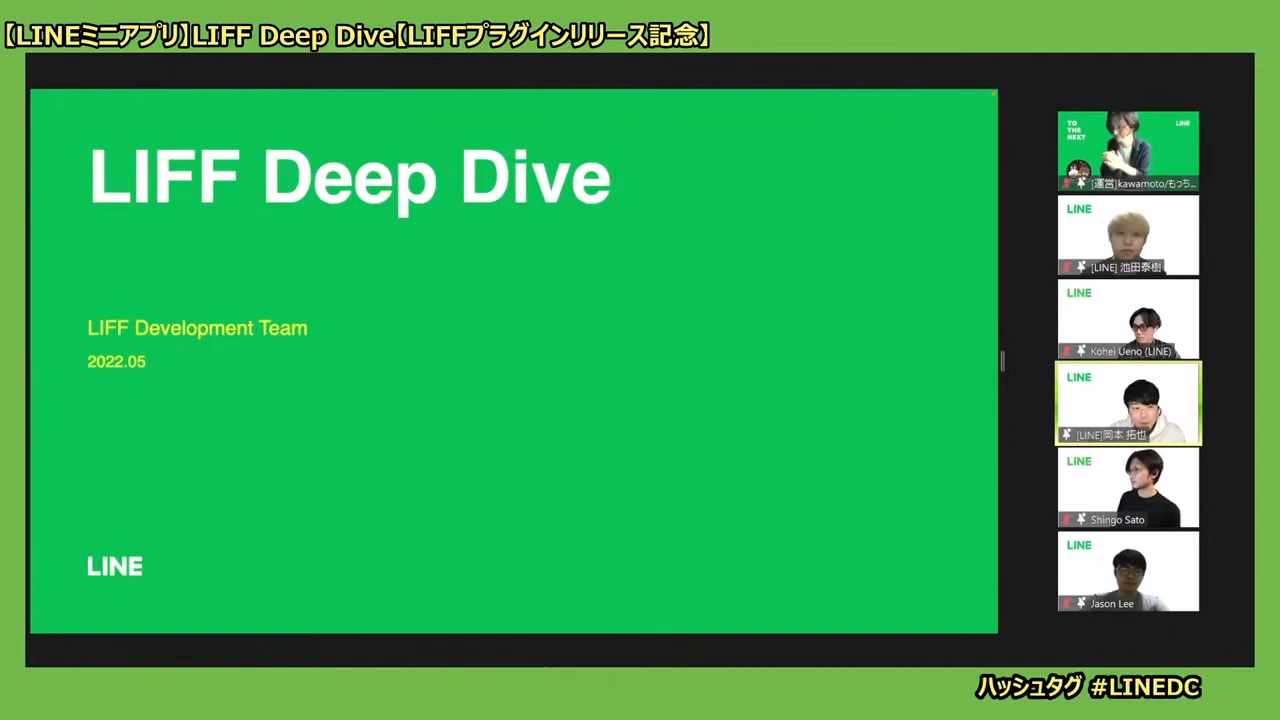 【LINEミニアプリ】LIFF Deep Dive【LIFFプラグインリリース記念】
LIFF Deep Dive
LIFF Development Team
2022.05
LINE
TO
THE
NEXT
LINE
[運営]kawamoto/もっち...
LINE
[LINE] 池田泰樹
LINE
Kohei Ueno (LINE)
LINE
[LINE]岡本 拓也
LINE
Shingo Sato
LINE
Jason Lee
ハッシュタグ #LINEDC